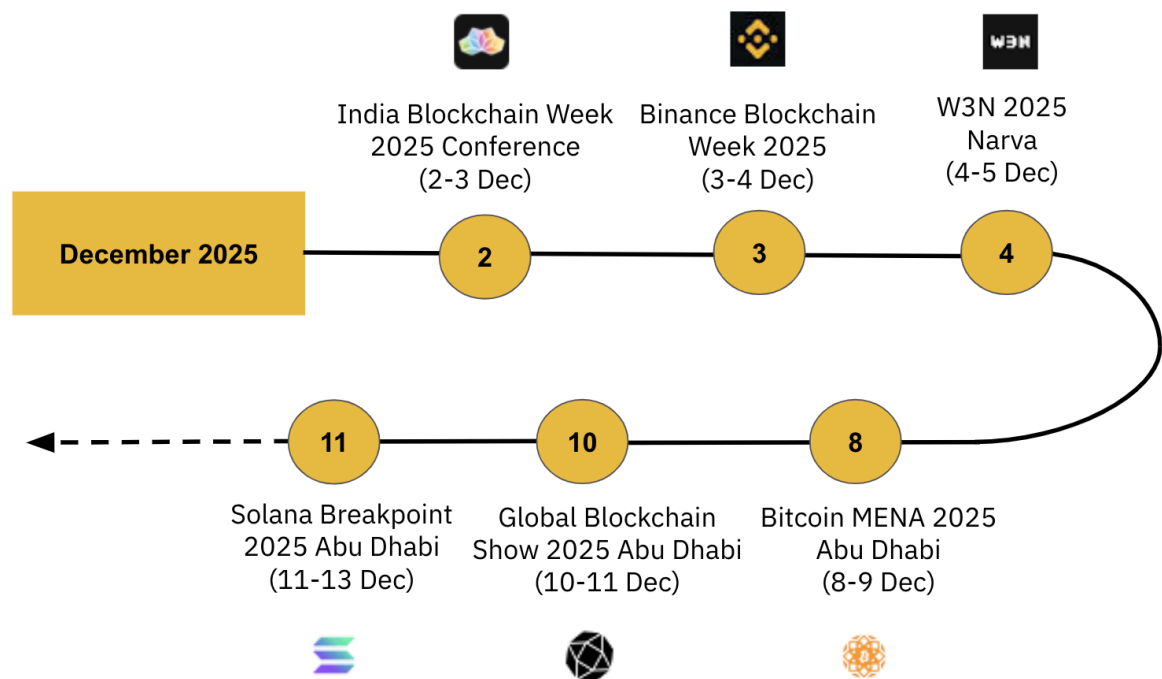 W3N
India Blockchain Week
2025 Conference
(2-3 Dec)
Binance Blockchain
Week 2025
(3-4 Dec)
W3N 2025
Narva
(4-5 Dec)
December 2025
2
3
4
11
10
8
Solana Breakpoint
2025 Abu Dhabi
(11-13 Dec)
Global Blockchain
Show 2025 Abu Dhabi
(10-11 Dec)
Bitcoin MENA 2025
Abu Dhabi
(8-9 Dec)